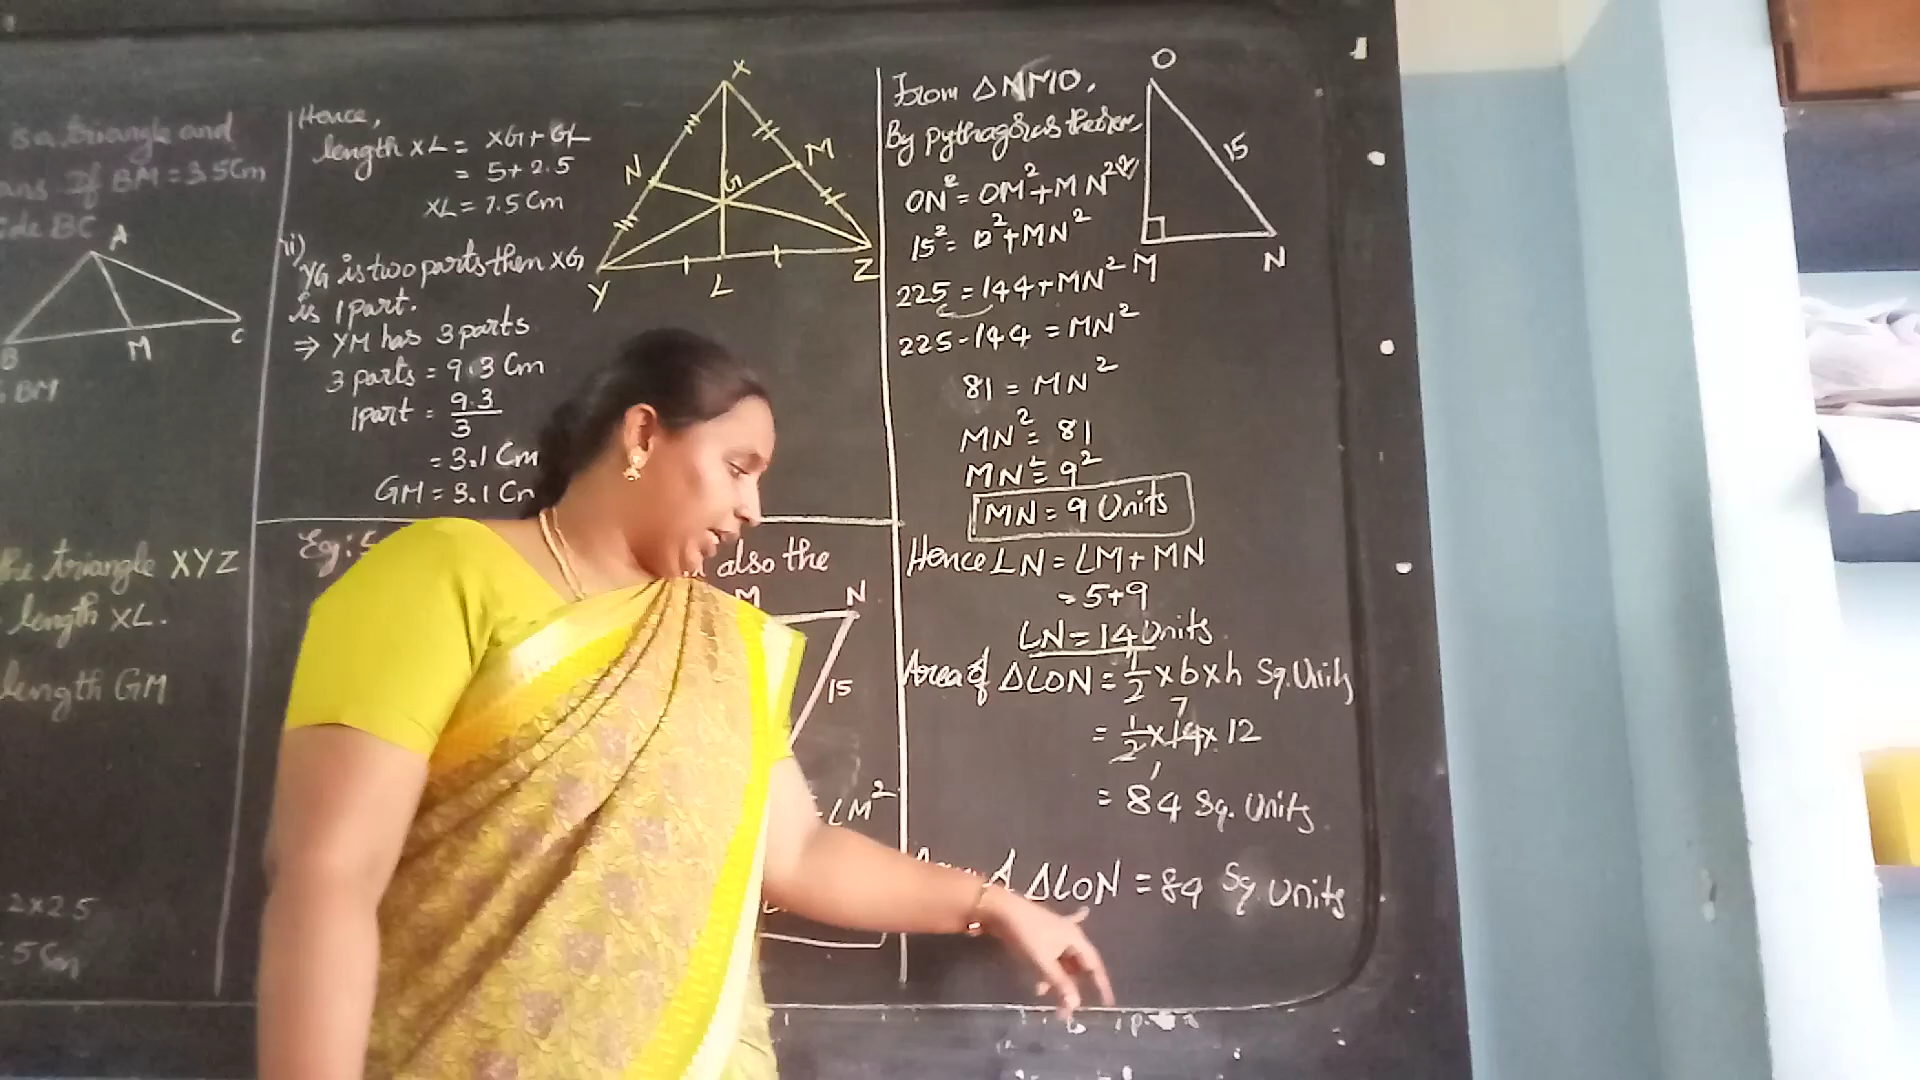 is a triangle and
ans If BM = 3.5Cm
ide BC
A
B
M
C
BM
the triangle XYZ
length XL.
length GM
2x2.5
5 Cm
Hence,
length XL = XG + GL
= 5 + 2.5
XL = 7.5 Cm
ii)
YG is two parts then XG
is 1 part.
⇒ YM has 3 parts
3 parts = 9.3 Cm
1 part = 9.3/3
= 3.1 Cm
GM = 3.1 Cm
X
N
M
G
Y
L
Z
Eg:
also the
M
N
15
LM²
From △NMO,
By pythagoras theorem,
ON² = OM² + MN²
15² = 12² + MN²
225 = 144 + MN²
225 - 144 = MN²
81 = MN²
MN² = 81
MN² = 9²
MN = 9 Units
O
15
M
N
Hence LN = LM + MN
= 5 + 9
LN = 14 Units
Area of △LON = 1/2 x b x h Sq. Units
7
= 1/2 x 14 x 12
1
= 84 Sq. Units
△LON = 84 Sq Units